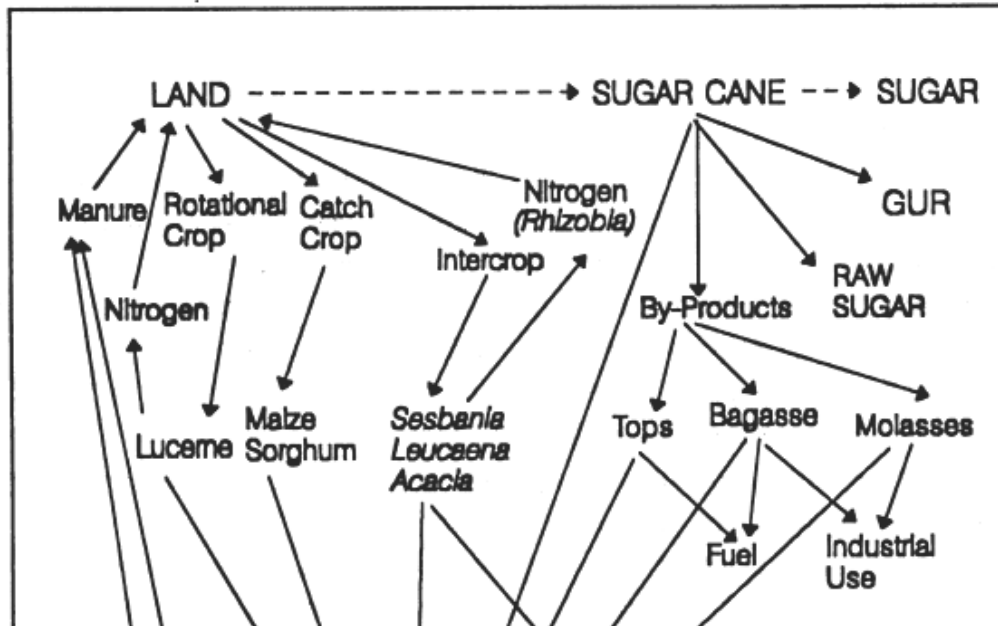 LAND SUGAR CANE SUGAR
Manure
Rotational
Crop
Catch
Crop
Nitrogen
(Rhizobia)
GUR
Intercrop
RAW
SUGAR
Nitrogen
By-Products
Lucerne
Maize
Sorghum
Sesbania
Leucaena
Acacia
Tops
Bagasse
Molasses
Fuel
Industrial
Use